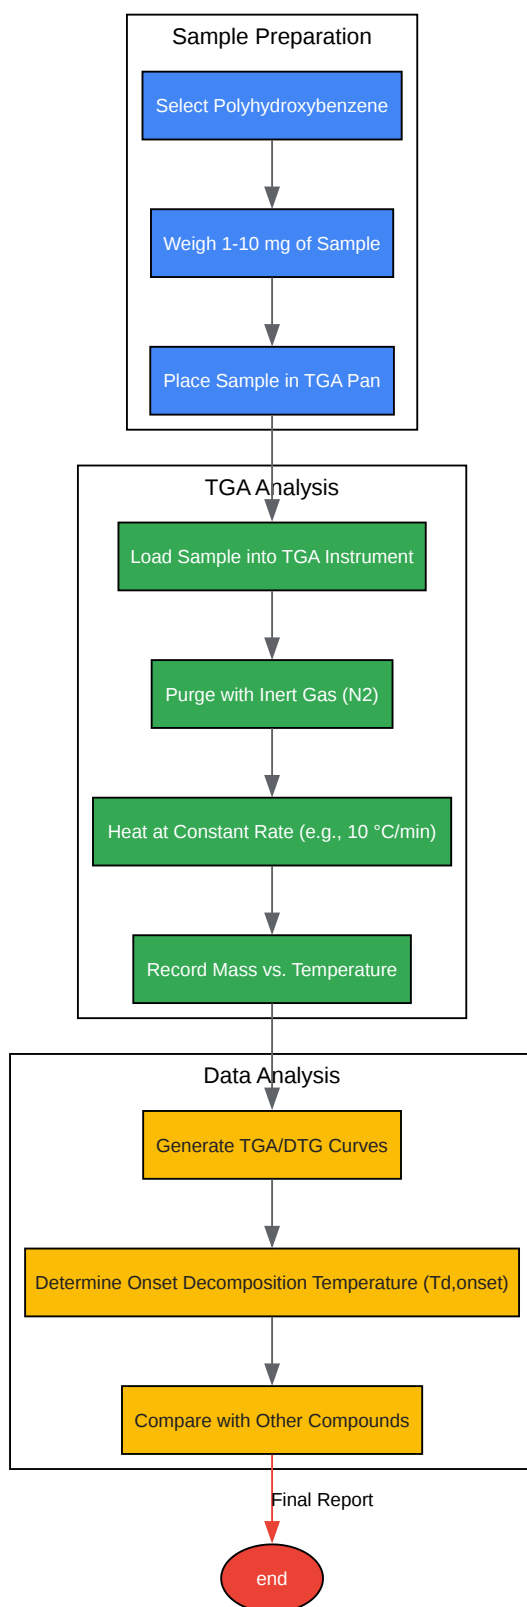 Sample Preparation
Select Polyhydroxybenzene
Weigh 1-10 mg of Sample
Place Sample in TGA Pan
TGA Analysis
Load Sample into TGA Instrument
Purge with Inert Gas (N2)
Heat at Constant Rate (e.g., 10 °C/min)
Record Mass vs. Temperature
Data Analysis
Generate TGA/DTG Curves
Determine Onset Decomposition Temperature (Td,onset)
Compare with Other Compounds
Final Report
end